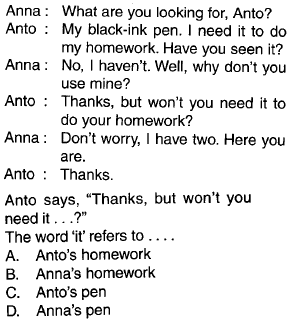 Anna : What are you looking for, Anto?
Anto : My black-ink pen. I need it to do
my homework. Have you seen it?
Anna : No, I haven't. Well, why don't you
use mine?
Anto : Thanks, but won't you need it to
do your homework?
Anna : Don't worry, I have two. Here you
are.
Anto : Thanks.
Anto says, "Thanks, but won't you
need it . . .?"
The word 'it' refers to . . . .
A. Anto's homework
B. Anna's homework
C. Anto's pen
D. Anna's pen